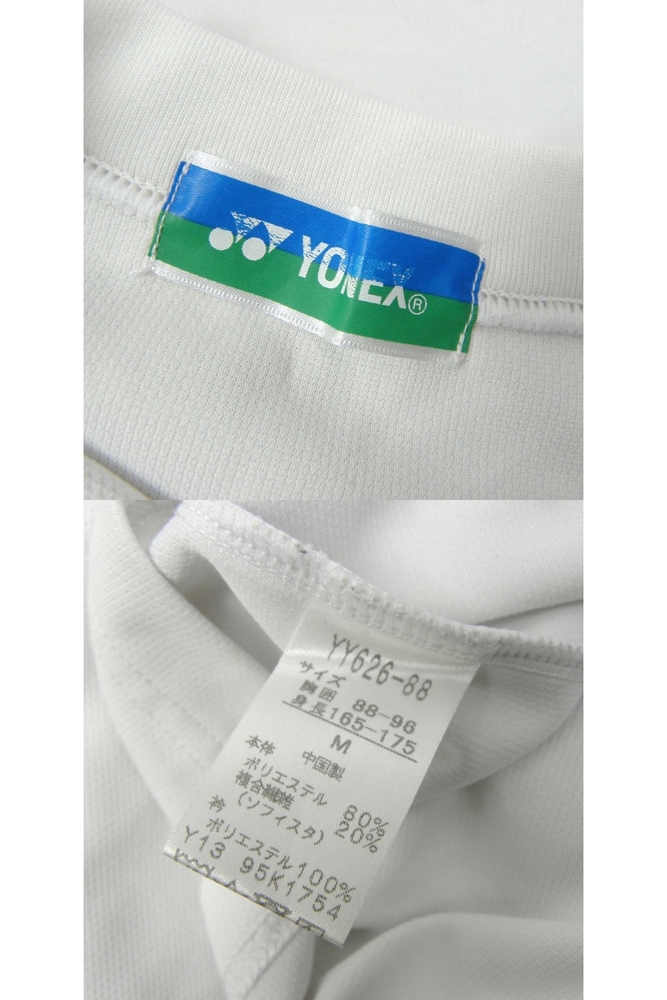 YONEX®
YY626-88
サイズ
胸囲 88-96
身長165-175
M
本体 中国製
ポリエステル 80%
複合繊維
(ソフィスタ) 20%
衿
ポリエステル100%
Y13 95K1754